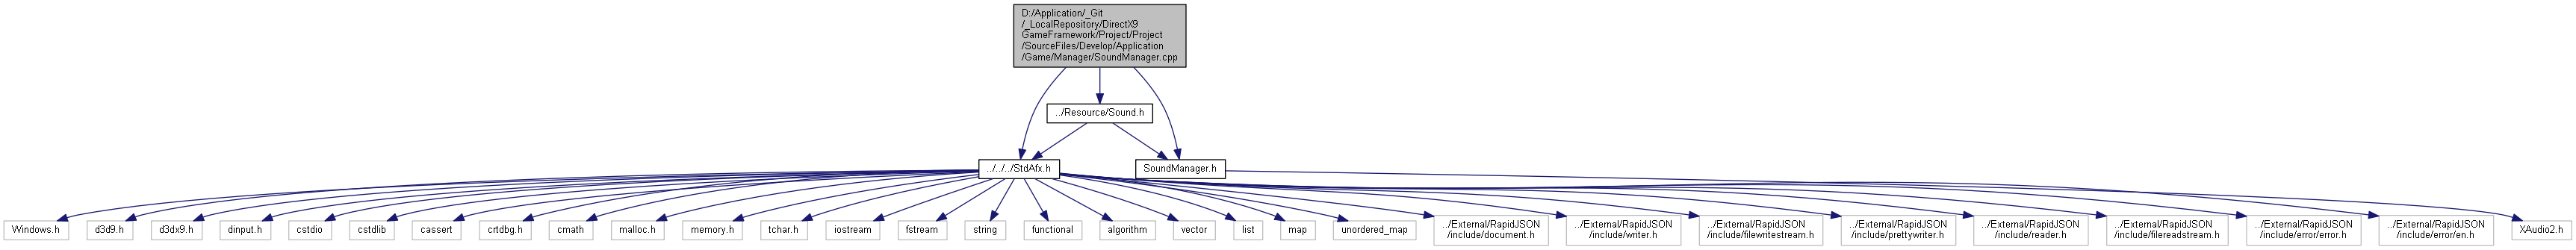 D:/Application/_Git
/_LocalRepository/DirectX9
GameFramework/Project/Project
/SourceFiles/Develop/Application
/Game/Manager/SoundManager.cpp
../Resource/Sound.h
../../../StdAfx.h
SoundManager.h
Windows.h
d3d9.h
d3dx9.h
dinput.h
cstdio
cstdlib
cassert
crtdbg.h
cmath
malloc.h
memory.h
tchar.h
iostream
fstream
string
functional
algorithm
vector
list
map
unordered_map
../External/RapidJSON
/include/document.h
../External/RapidJSON
/include/writer.h
../External/RapidJSON
/include/filewritestream.h
../External/RapidJSON
/include/prettywriter.h
../External/RapidJSON
/include/reader.h
../External/RapidJSON
/include/filereadstream.h
../External/RapidJSON
/include/error/error.h
../External/RapidJSON
/include/error/en.h
XAudio2.h